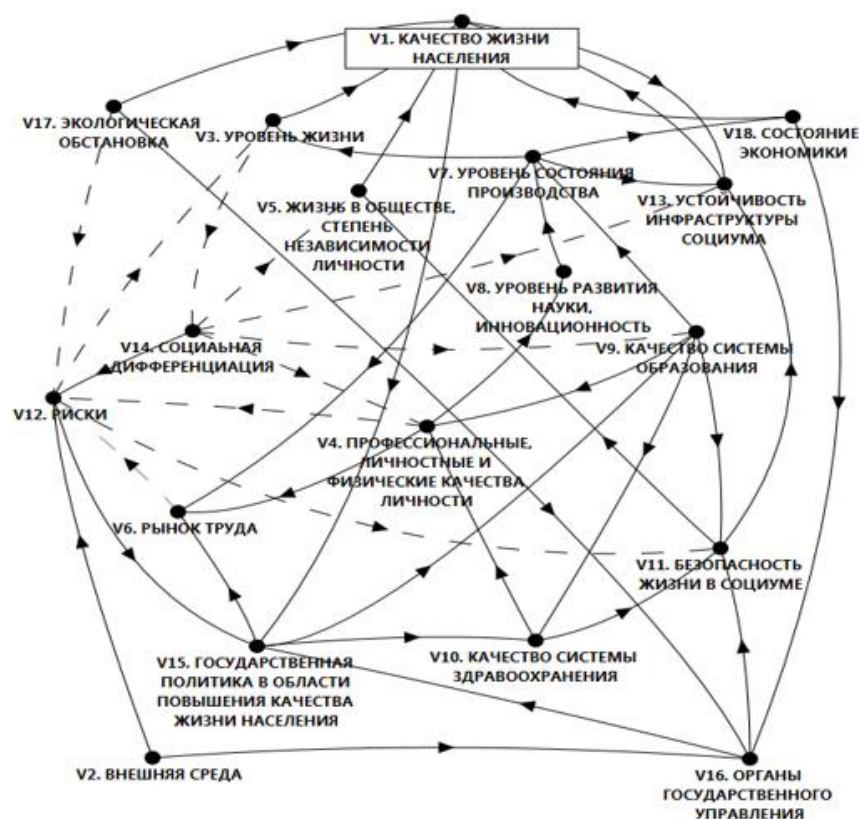 V1. КАЧЕСТВО ЖИЗНИ
НАСЕЛЕНИЯ
V17. ЭКОЛОГИЧЕСКАЯ
ОБСТАНОВКА
V3. УРОВЕНЬ ЖИЗНИ
V18. СОСТОЯНИЕ
ЭКОНОМИКИ
V7. УРОВЕНЬ СОСТОЯНИЯ
ПРОИЗВОДСТВА
V13. УСТОЙЧИВОСТЬ
ИНФРАСТРУКТУРЫ
СОЦИУМА
V5. ЖИЗНЬ В ОБЩЕСТВЕ,
СТЕПЕНЬ
НЕЗАВИСИМОСТИ
ЛИЧНОСТИ
V8. УРОВЕНЬ РАЗВИТИЯ
НАУКИ,
ИННОВАЦИОННОСТЬ
V14. СОЦИАЬНАЯ
ДИФФЕРЕНЦИАЦИЯ
V9. КАЧЕСТВО СИСТЕМЫ
ОБРАЗОВАНИЯ
V12. РИСКИ
V4. ПРОФЕССИОНАЛЬНЫЕ,
ЛИЧНОСТНЫЕ И
ФИЗИЧЕСКИЕ КАЧЕСТВА
ЛИЧНОСТИ
V6. РЫНОК ТРУДА
V11. БЕЗОПАСНОСТЬ
ЖИЗНИ В СОЦИУМЕ
V15. ГОСУДАРСТВЕННАЯ
ПОЛИТИКА В ОБЛАСТИ
ПОВЫШЕНИЯ КАЧЕСТВА
ЖИЗНИ НАСЕЛЕНИЯ
V10. КАЧЕСТВО СИСТЕМЫ
ЗДРАВООХРАНЕНИЯ
V2. ВНЕШНЯЯ СРЕДА
V16. ОРГАНЫ
ГОСУДАРСТВЕННОГО
УПРАВЛЕНИЯ